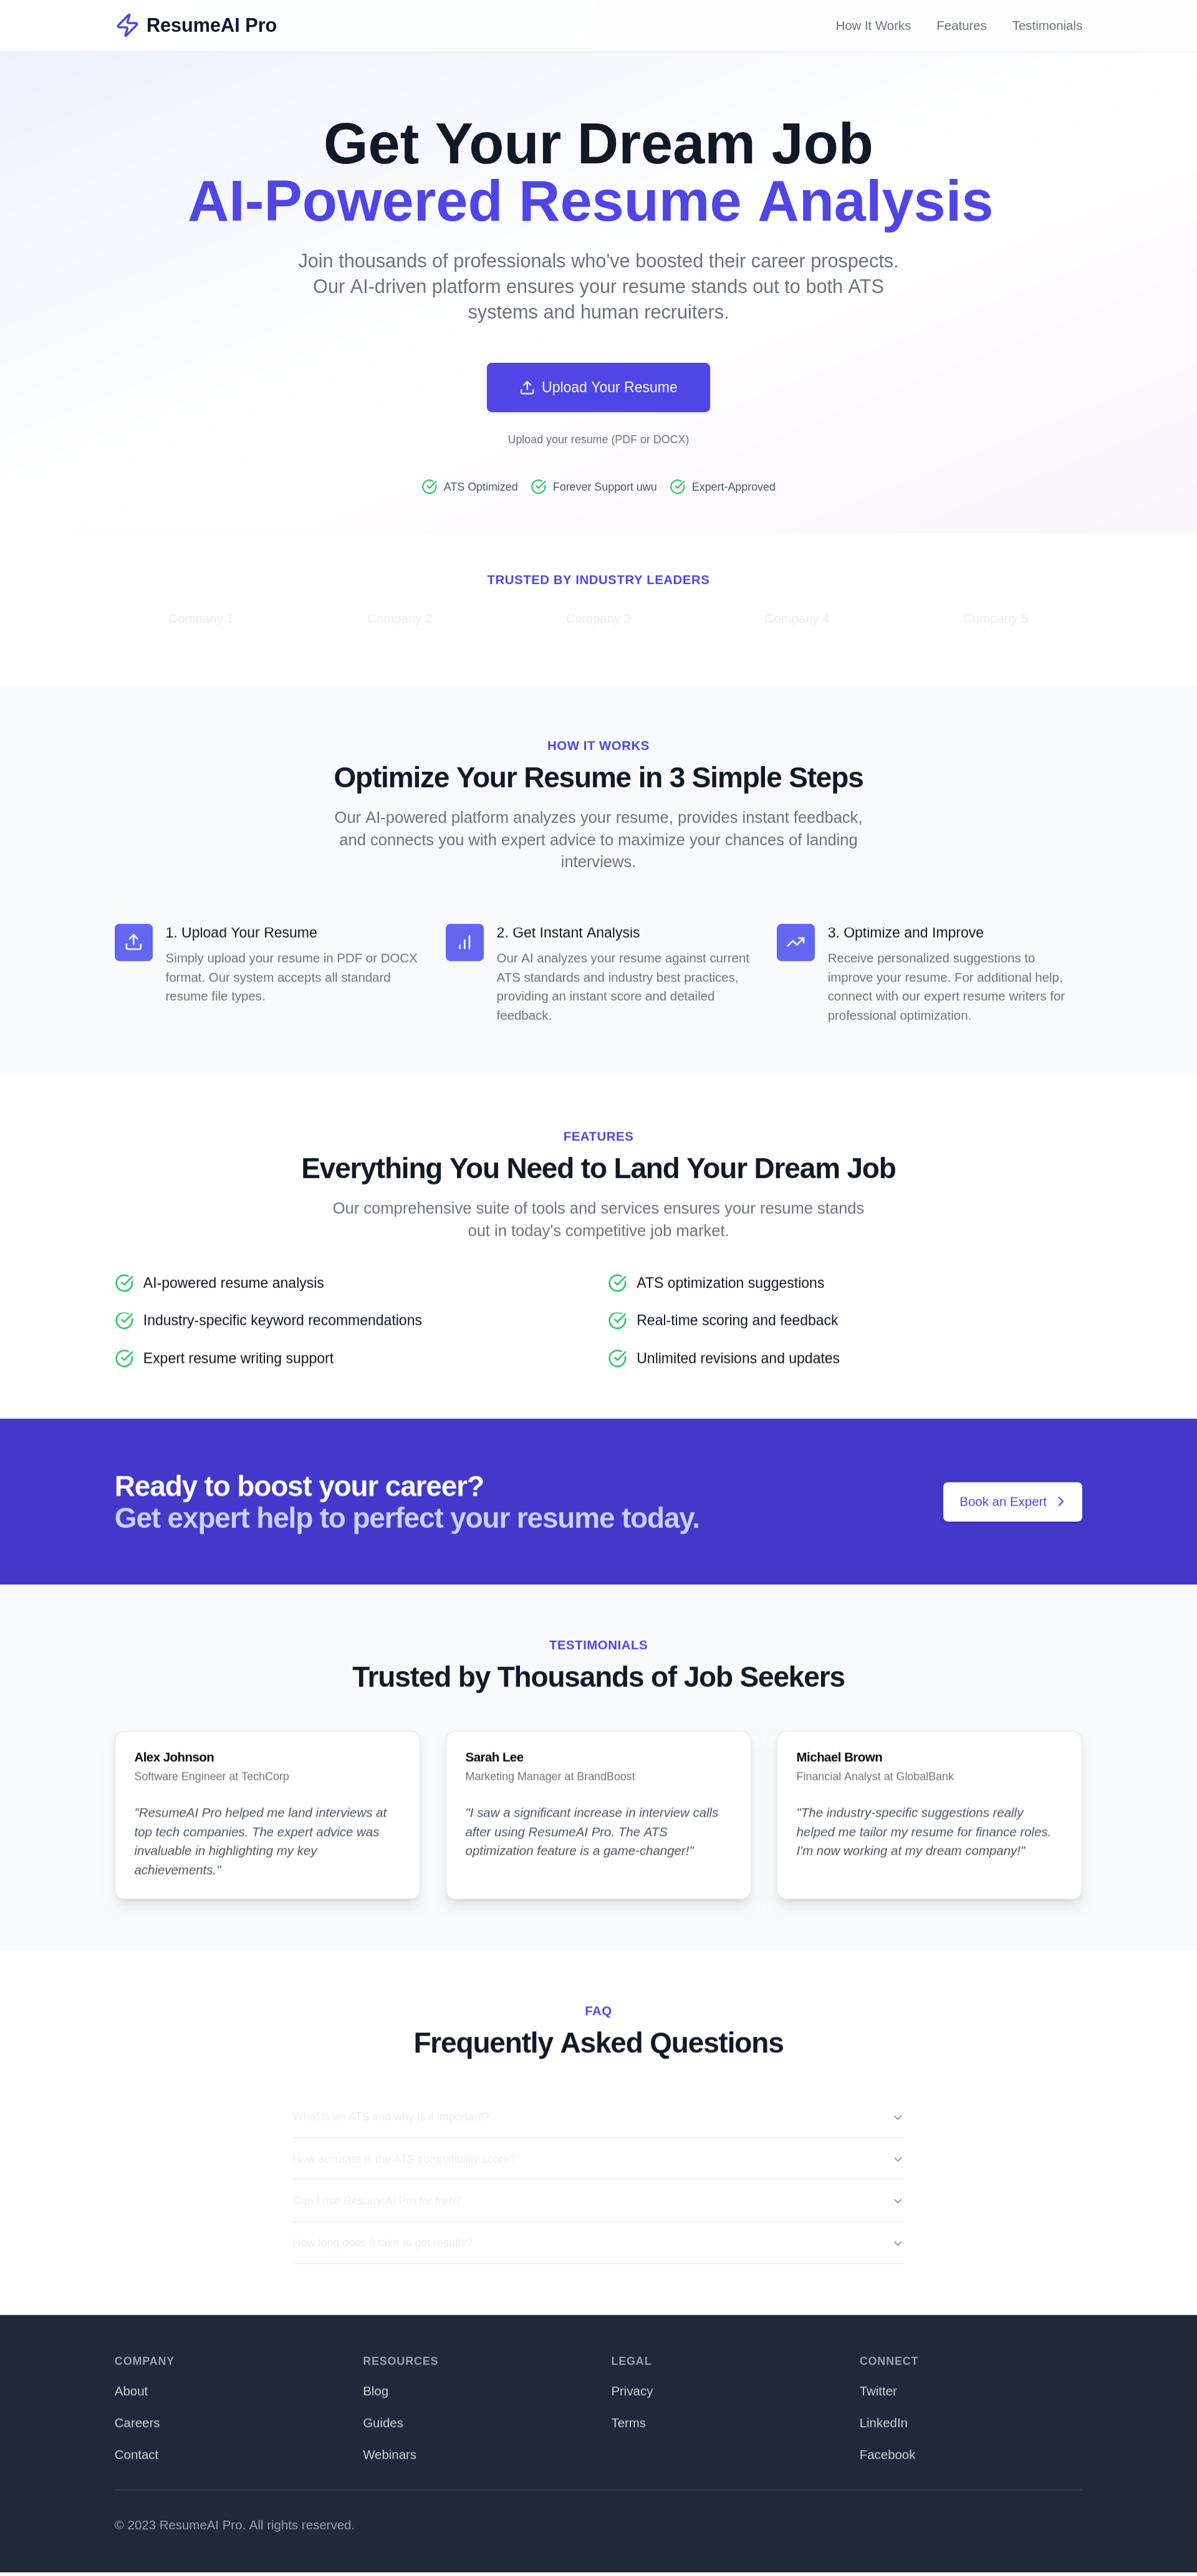 ResumeAI Pro
How It Works
Features
Testimonials
Get Your Dream Job
AI-Powered Resume Analysis
Join thousands of professionals who've boosted their career prospects.
Our AI-driven platform ensures your resume stands out to both ATS
systems and human recruiters.
Upload Your Resume
Upload your resume (PDF or DOCX)
ATS Optimized
Forever Support uwu
Expert-Approved
TRUSTED BY INDUSTRY LEADERS
Company 1
Company 2
Company 3
Company 4
Company 5
HOW IT WORKS
Optimize Your Resume in 3 Simple Steps
Our AI-powered platform analyzes your resume, provides instant feedback,
and connects you with expert advice to maximize your chances of landing
interviews.
1. Upload Your Resume
Simply upload your resume in PDF or DOCX
format. Our system accepts all standard
resume file types.
2. Get Instant Analysis
Our AI analyzes your resume against current
ATS standards and industry best practices,
providing an instant score and detailed
feedback.
3. Optimize and Improve
Receive personalized suggestions to
improve your resume. For additional help,
connect with our expert resume writers for
professional optimization.
FEATURES
Everything You Need to Land Your Dream Job
Our comprehensive suite of tools and services ensures your resume stands
out in today's competitive job market.
AI-powered resume analysis
ATS optimization suggestions
Industry-specific keyword recommendations
Real-time scoring and feedback
Expert resume writing support
Unlimited revisions and updates
Ready to boost your career?
Get expert help to perfect your resume today.
Book an Expert
TESTIMONIALS
Trusted by Thousands of Job Seekers
Alex Johnson
Software Engineer at TechCorp
"ResumeAI Pro helped me land interviews at
top tech companies. The expert advice was
invaluable in highlighting my key
achievements."
Sarah Lee
Marketing Manager at BrandBoost
"I saw a significant increase in interview calls
after using ResumeAI Pro. The ATS
optimization feature is a game-changer!"
Michael Brown
Financial Analyst at GlobalBank
"The industry-specific suggestions really
helped me tailor my resume for finance roles.
I'm now working at my dream company!"
FAQ
Frequently Asked Questions
What is an ATS and why is it important?
How accurate is the ATS compatibility score?
Can I use ResumeAI Pro for free?
How long does it take to get results?
COMPANY
About
Careers
Contact
RESOURCES
Blog
Guides
Webinars
LEGAL
Privacy
Terms
CONNECT
Twitter
LinkedIn
Facebook
© 2023 ResumeAI Pro. All rights reserved.